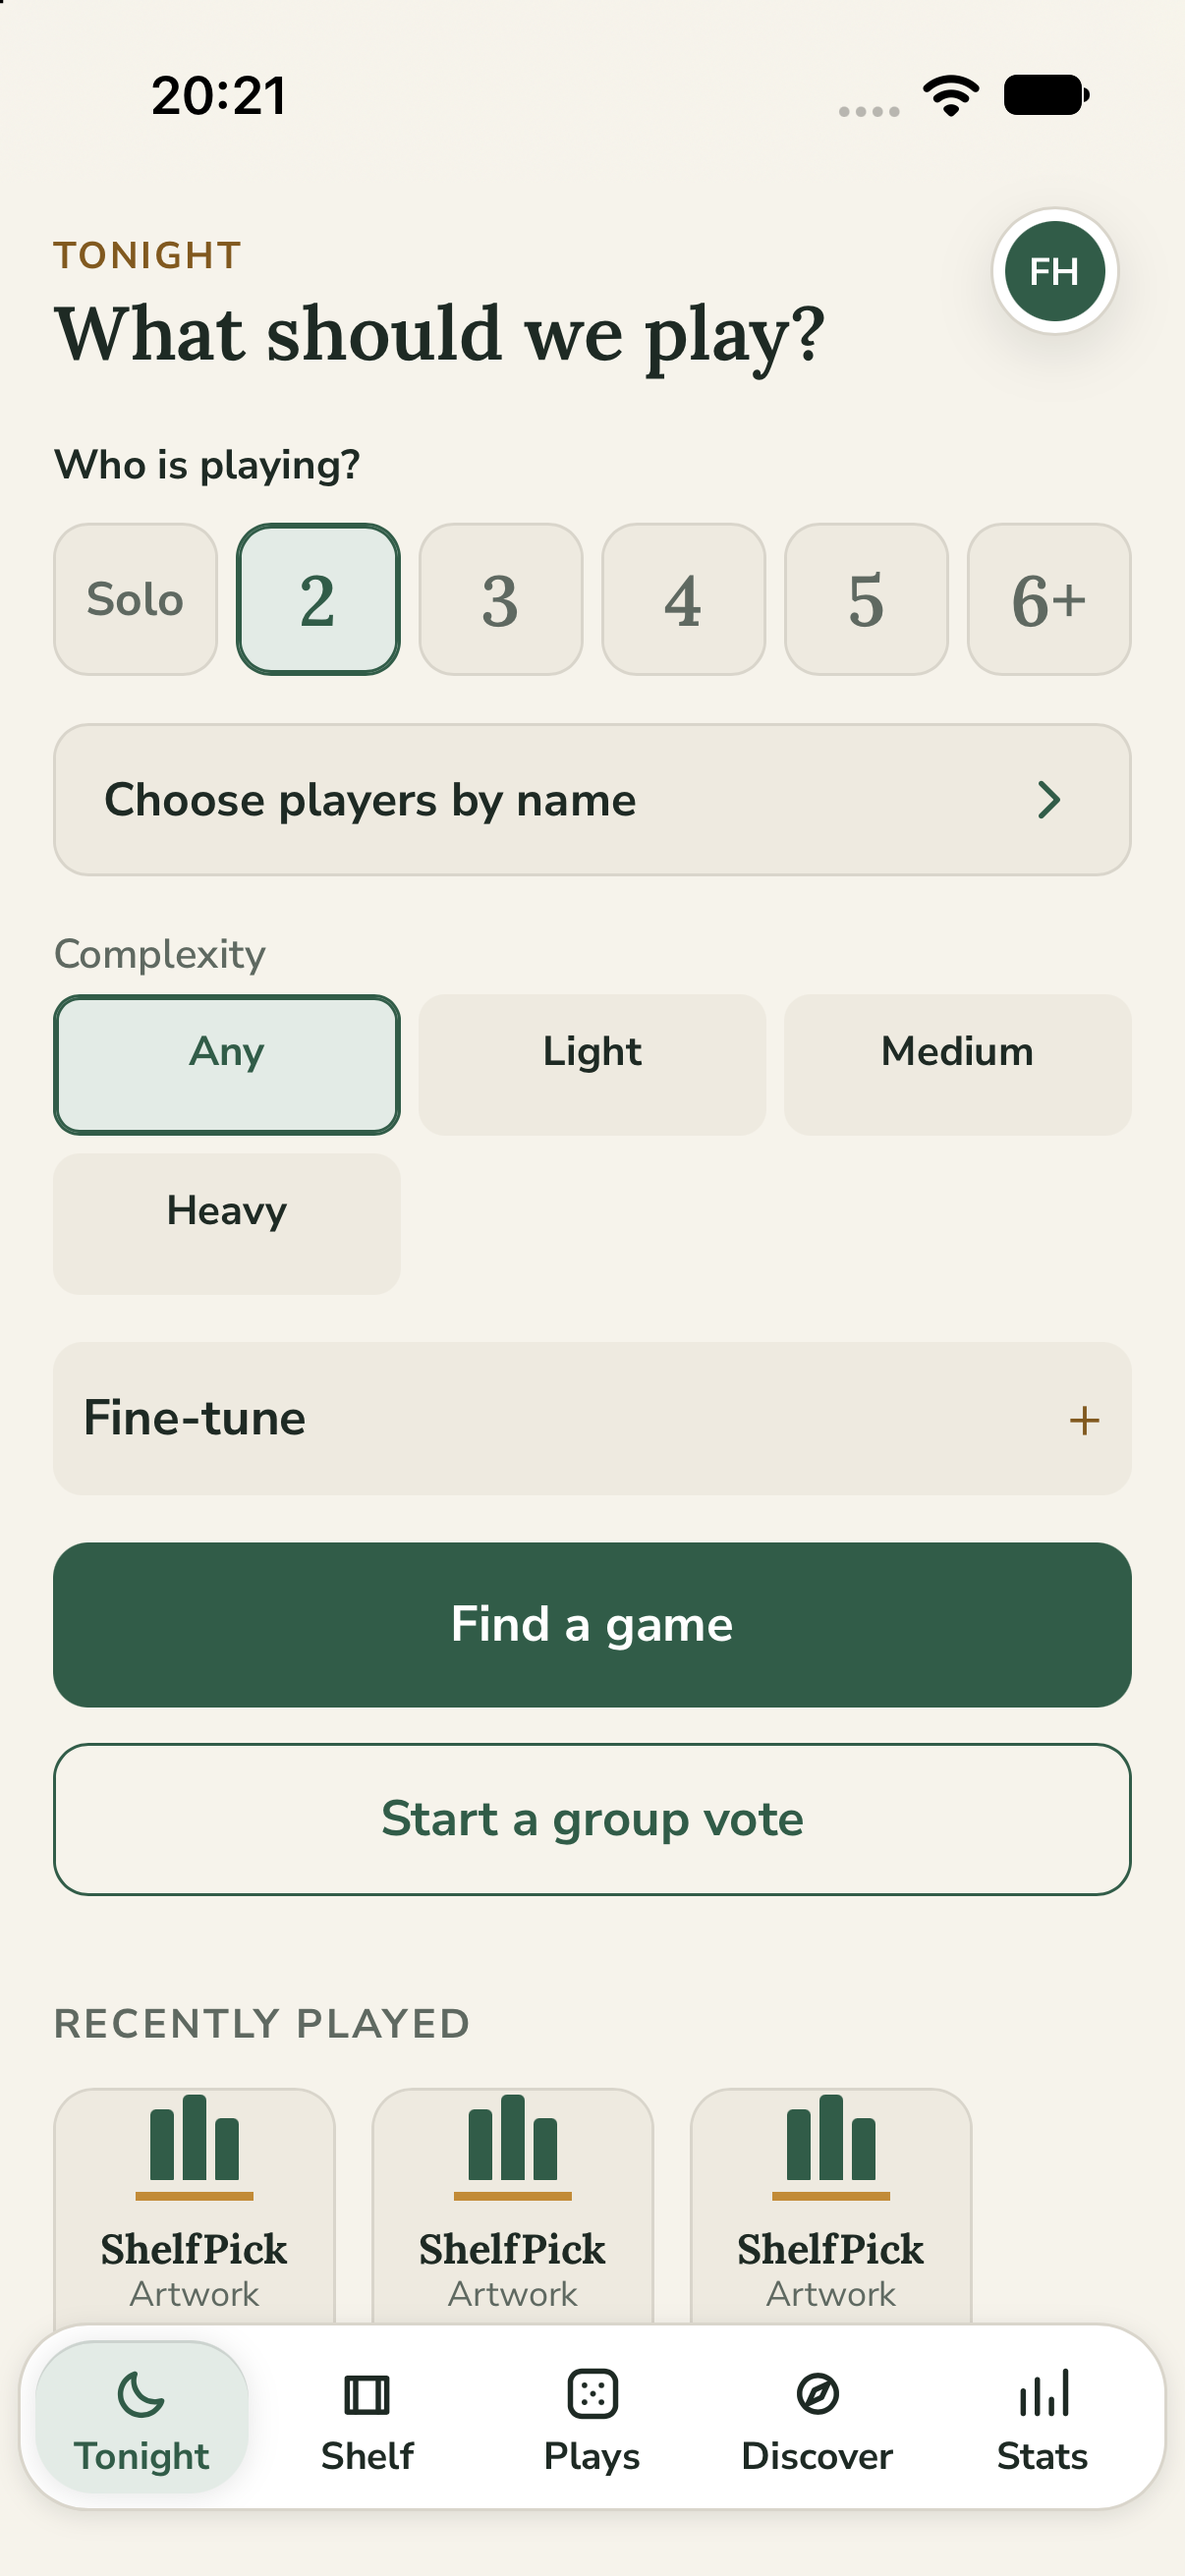 20:21
TONIGHT
FH
What should we play?
Who is playing?
Solo 2 3 4 5 6+
Choose players by name
Complexity
Any Light Medium
Heavy
Fine-tune +
Find a game
Start a group vote
RECENTLY PLAYED
ShelfPick ShelfPick ShelfPick
Artwork Artwork Artwork
Tonight Shelf Plays Discover Stats